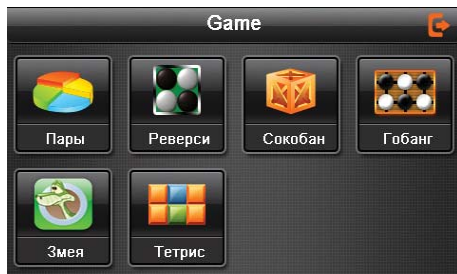 Game
Пары
Реверси
Сокобан
Гобанг
Змея
Тетрис